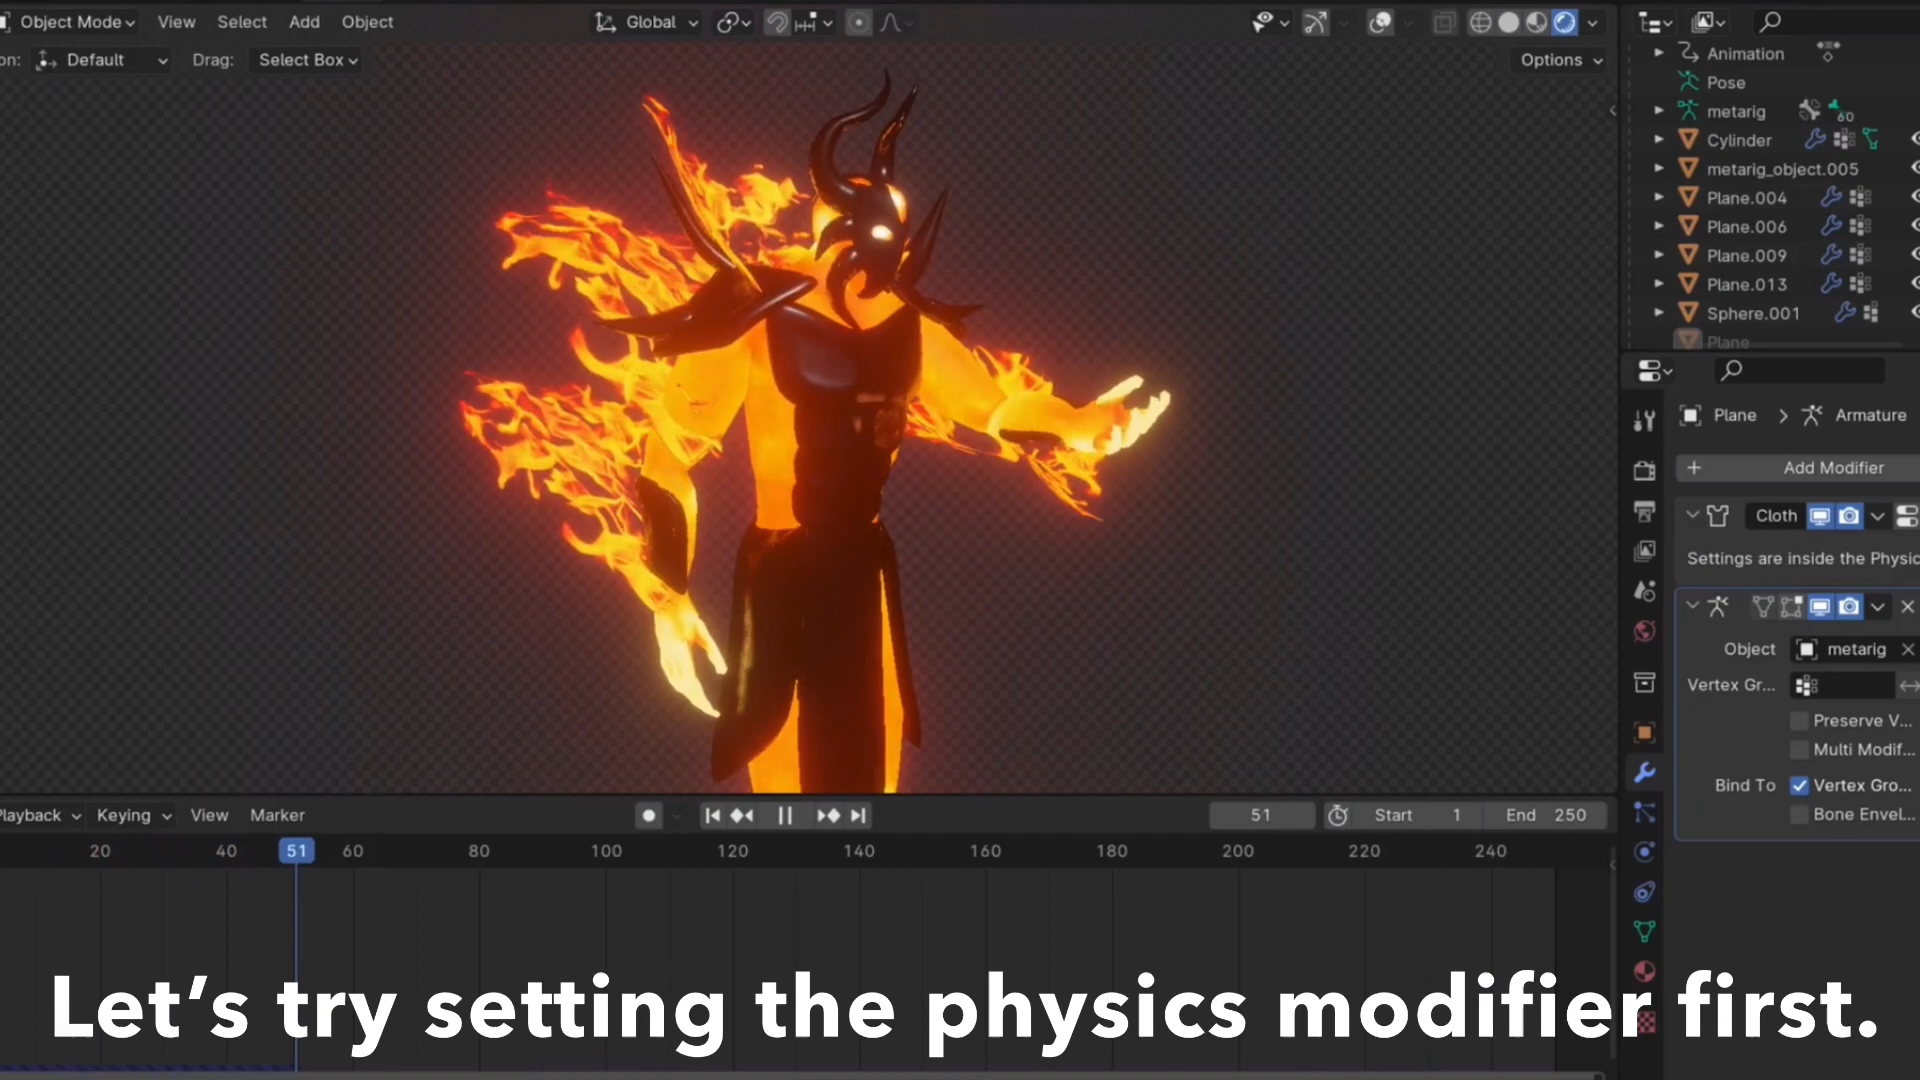 Object Mode View Select Add Object Global
on: Default Drag: Select Box Options
Animation
Pose
metarig 60
Cylinder
metarig_object.005
Plane.004
Plane.006
Plane.009
Plane.013
Sphere.001
Plane
Plane > Armature
+ Add Modifier
Cloth
Settings are inside the Physic
Object metarig
Vertex Gr...
Preserve V...
Multi Modif...
Bind To Vertex Gro...
Bone Envel...
Playback Keying View Marker 51 Start 1 End 250
20 40 51 60 80 100 120 140 160 180 200 220 240
Let's try setting the physics modifier first.